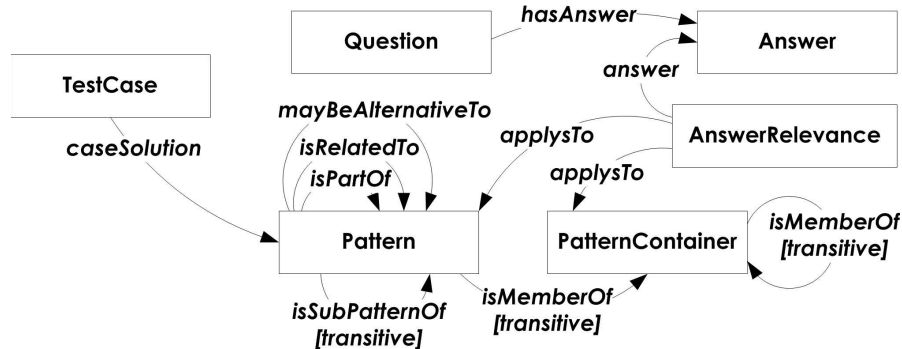 hasAnswer
Question
Answer
TestCase
answer
mayBeAlternativeTo
applysTo
AnswerRelevance
caseSolution
isRelatedTo
isPartOf
applysTo
Pattern
PatternContainer
isMemberOf
[transitive]
isSubPatternOf
[transitive]
isMemberOf
[transitive]